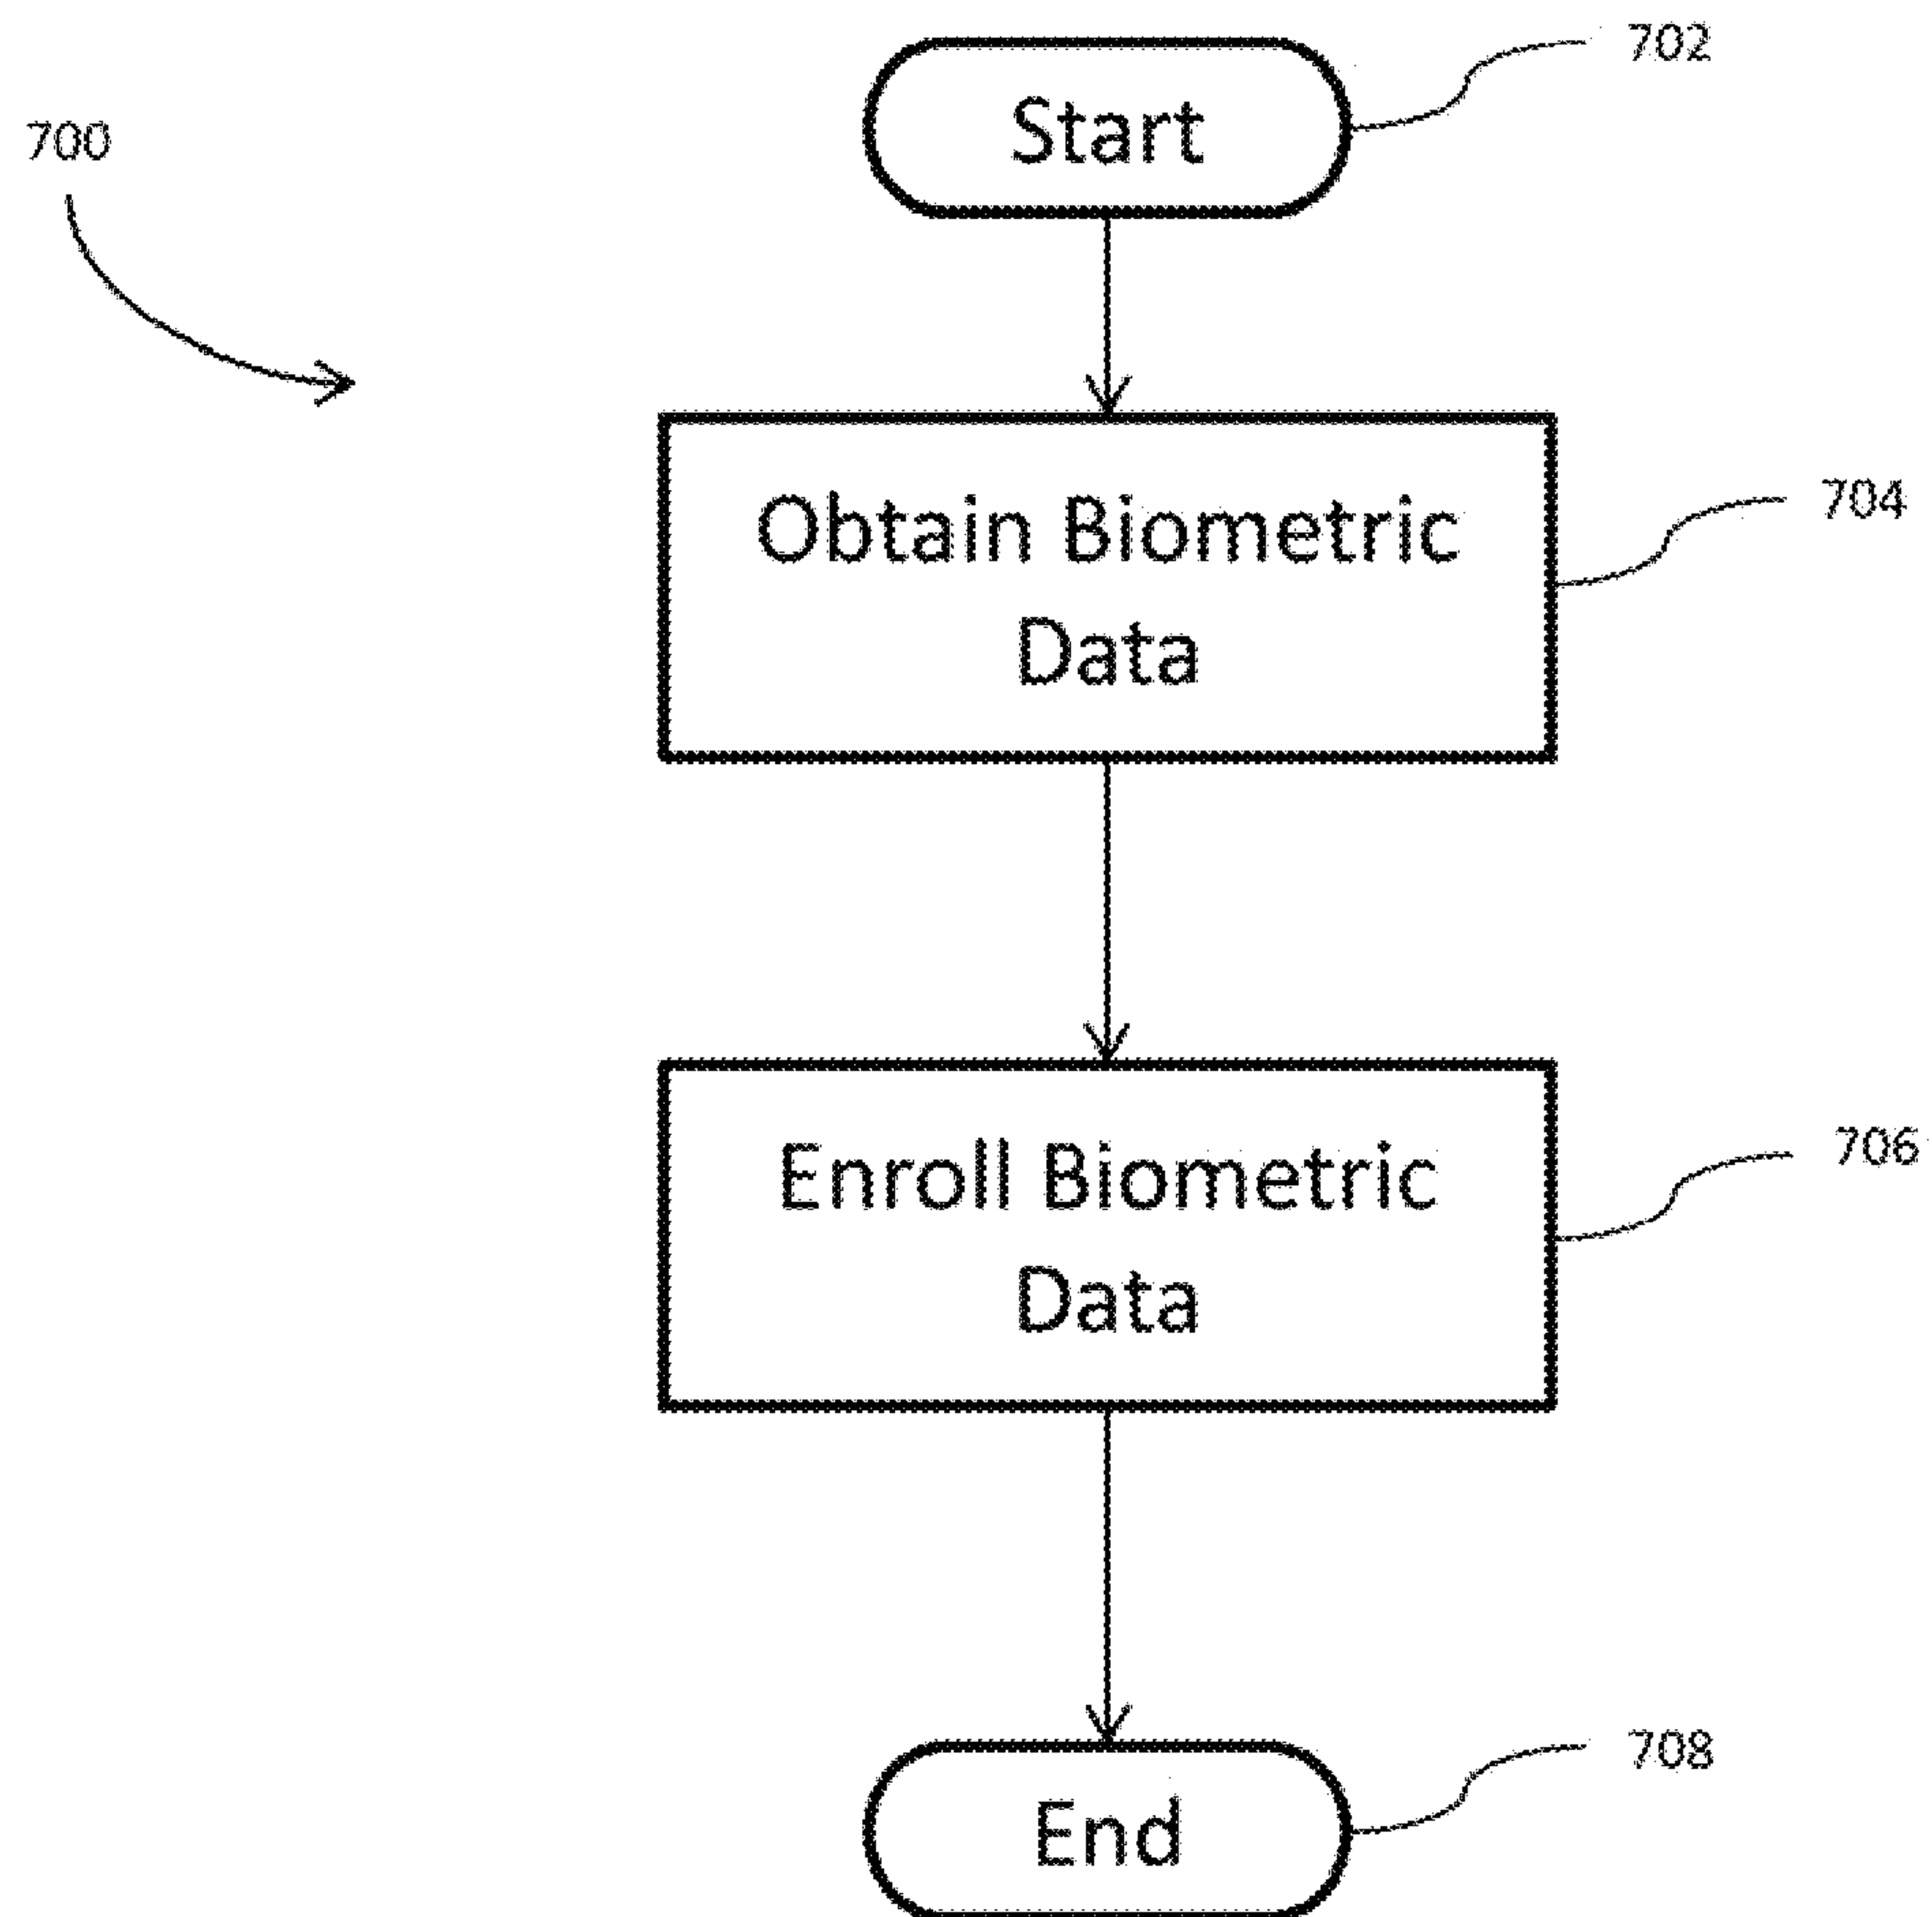 702
Start
700
Obtain Biometric
Data
704
Enroll Biometric
Data
706
708
End